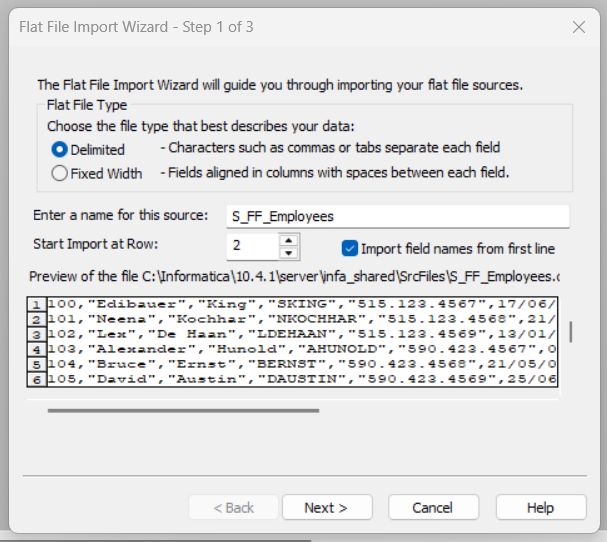 Flat File Import Wizard - Step 1 of 3
The Flat File Import Wizard will guide you through importing your flat file sources.
Flat File Type
Choose the file type that best describes your data:
Delimited - Characters such as commas or tabs separate each field
Fixed Width - Fields aligned in columns with spaces between each field.
Enter a name for this source: S_FF_Employees
Start Import at Row: 2 Import field names from first line
Preview of the file C:\Informatica\10.4.1\server\infa_shared\SrcFiles\S_FF_Employees.c
1 100,"Edibauer","King","SKING","515.123.4567",17/06/
2 101,"Neena","Kochhar","NKOCHHAR","515.123.4568",21/
3 102,"Lex","De Haan","LDEHAAN","515.123.4569",13/01/
4 103,"Alexander","Hunold","AHUNOLD","590.423.4567",0
5 104,"Bruce","Ernst","BERNST","590.423.4568",21/05/0
6 105,"David","Austin","DAUSTIN","590.423.4569",25/06
< Back Next > Cancel Help